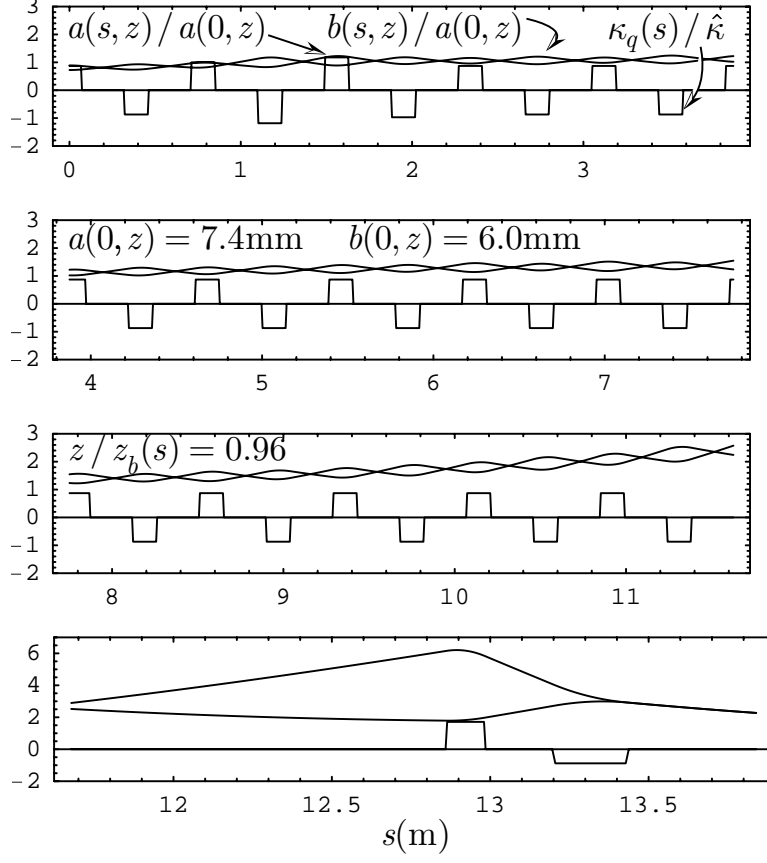 a(s,z)/a(0,z) b(s,z)/a(0,z) κ_q(s)/κ̂
3
2
1
0
−1
−2
0 1 2 3
a(0,z) = 7.4mm b(0,z) = 6.0mm
3
2
1
0
−1
−2
4 5 6 7
z/z_b(s) = 0.96
3
2
1
0
−1
−2
8 9 10 11
6
4
2
0
−2
12 12.5 13 13.5
s(m)